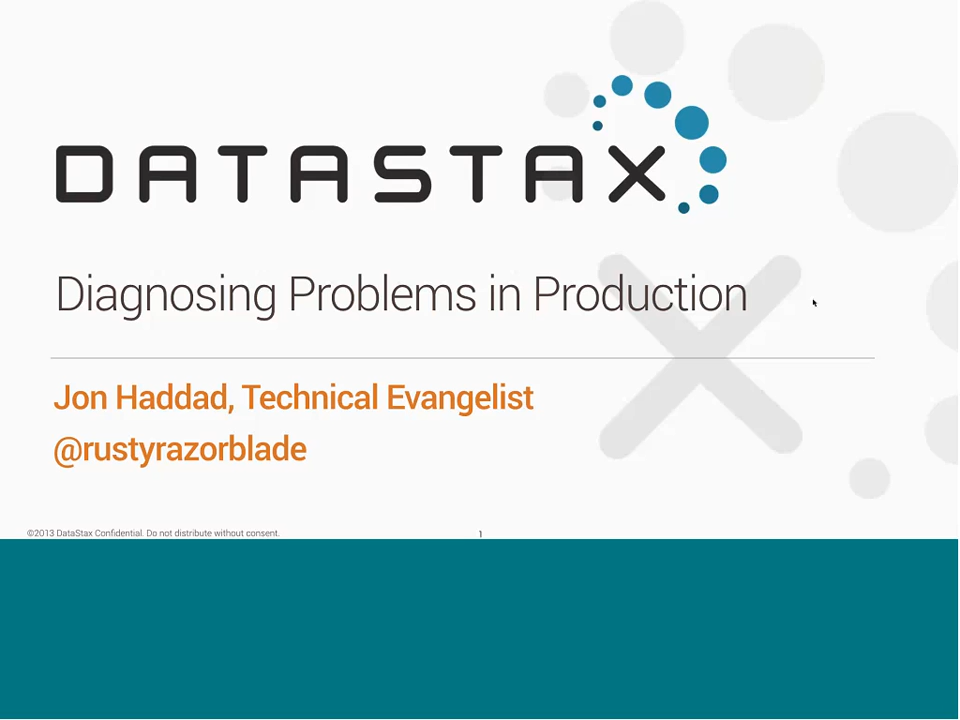 DATASTAX
Diagnosing Problems in Production
Jon Haddad, Technical Evangelist
@rustyrazorblade
©2013 DataStax Confidential. Do not distribute without consent.
1